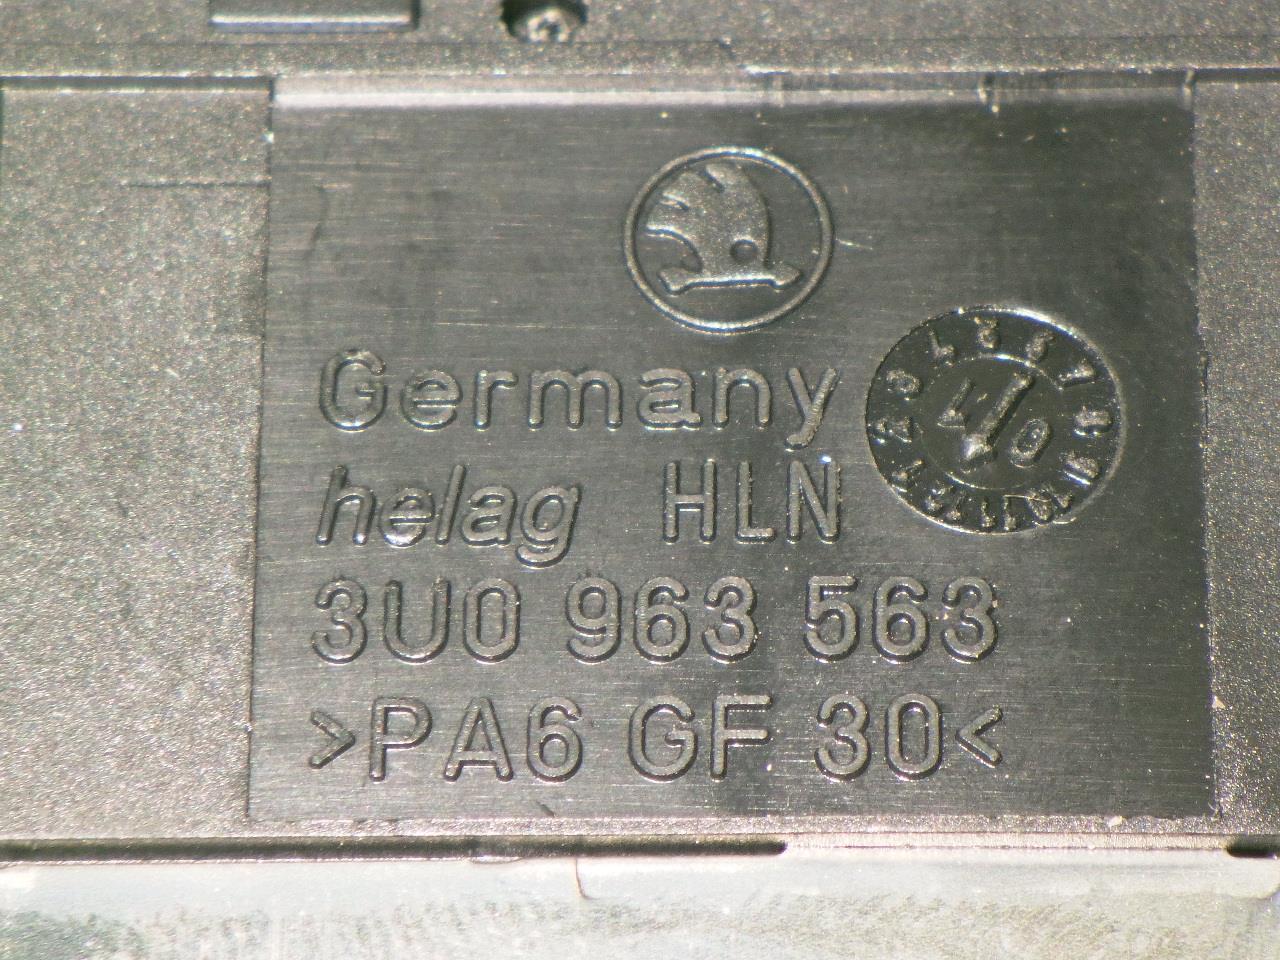 Germany
helag HLN
3U0 963 563
>PA6 GF 30<